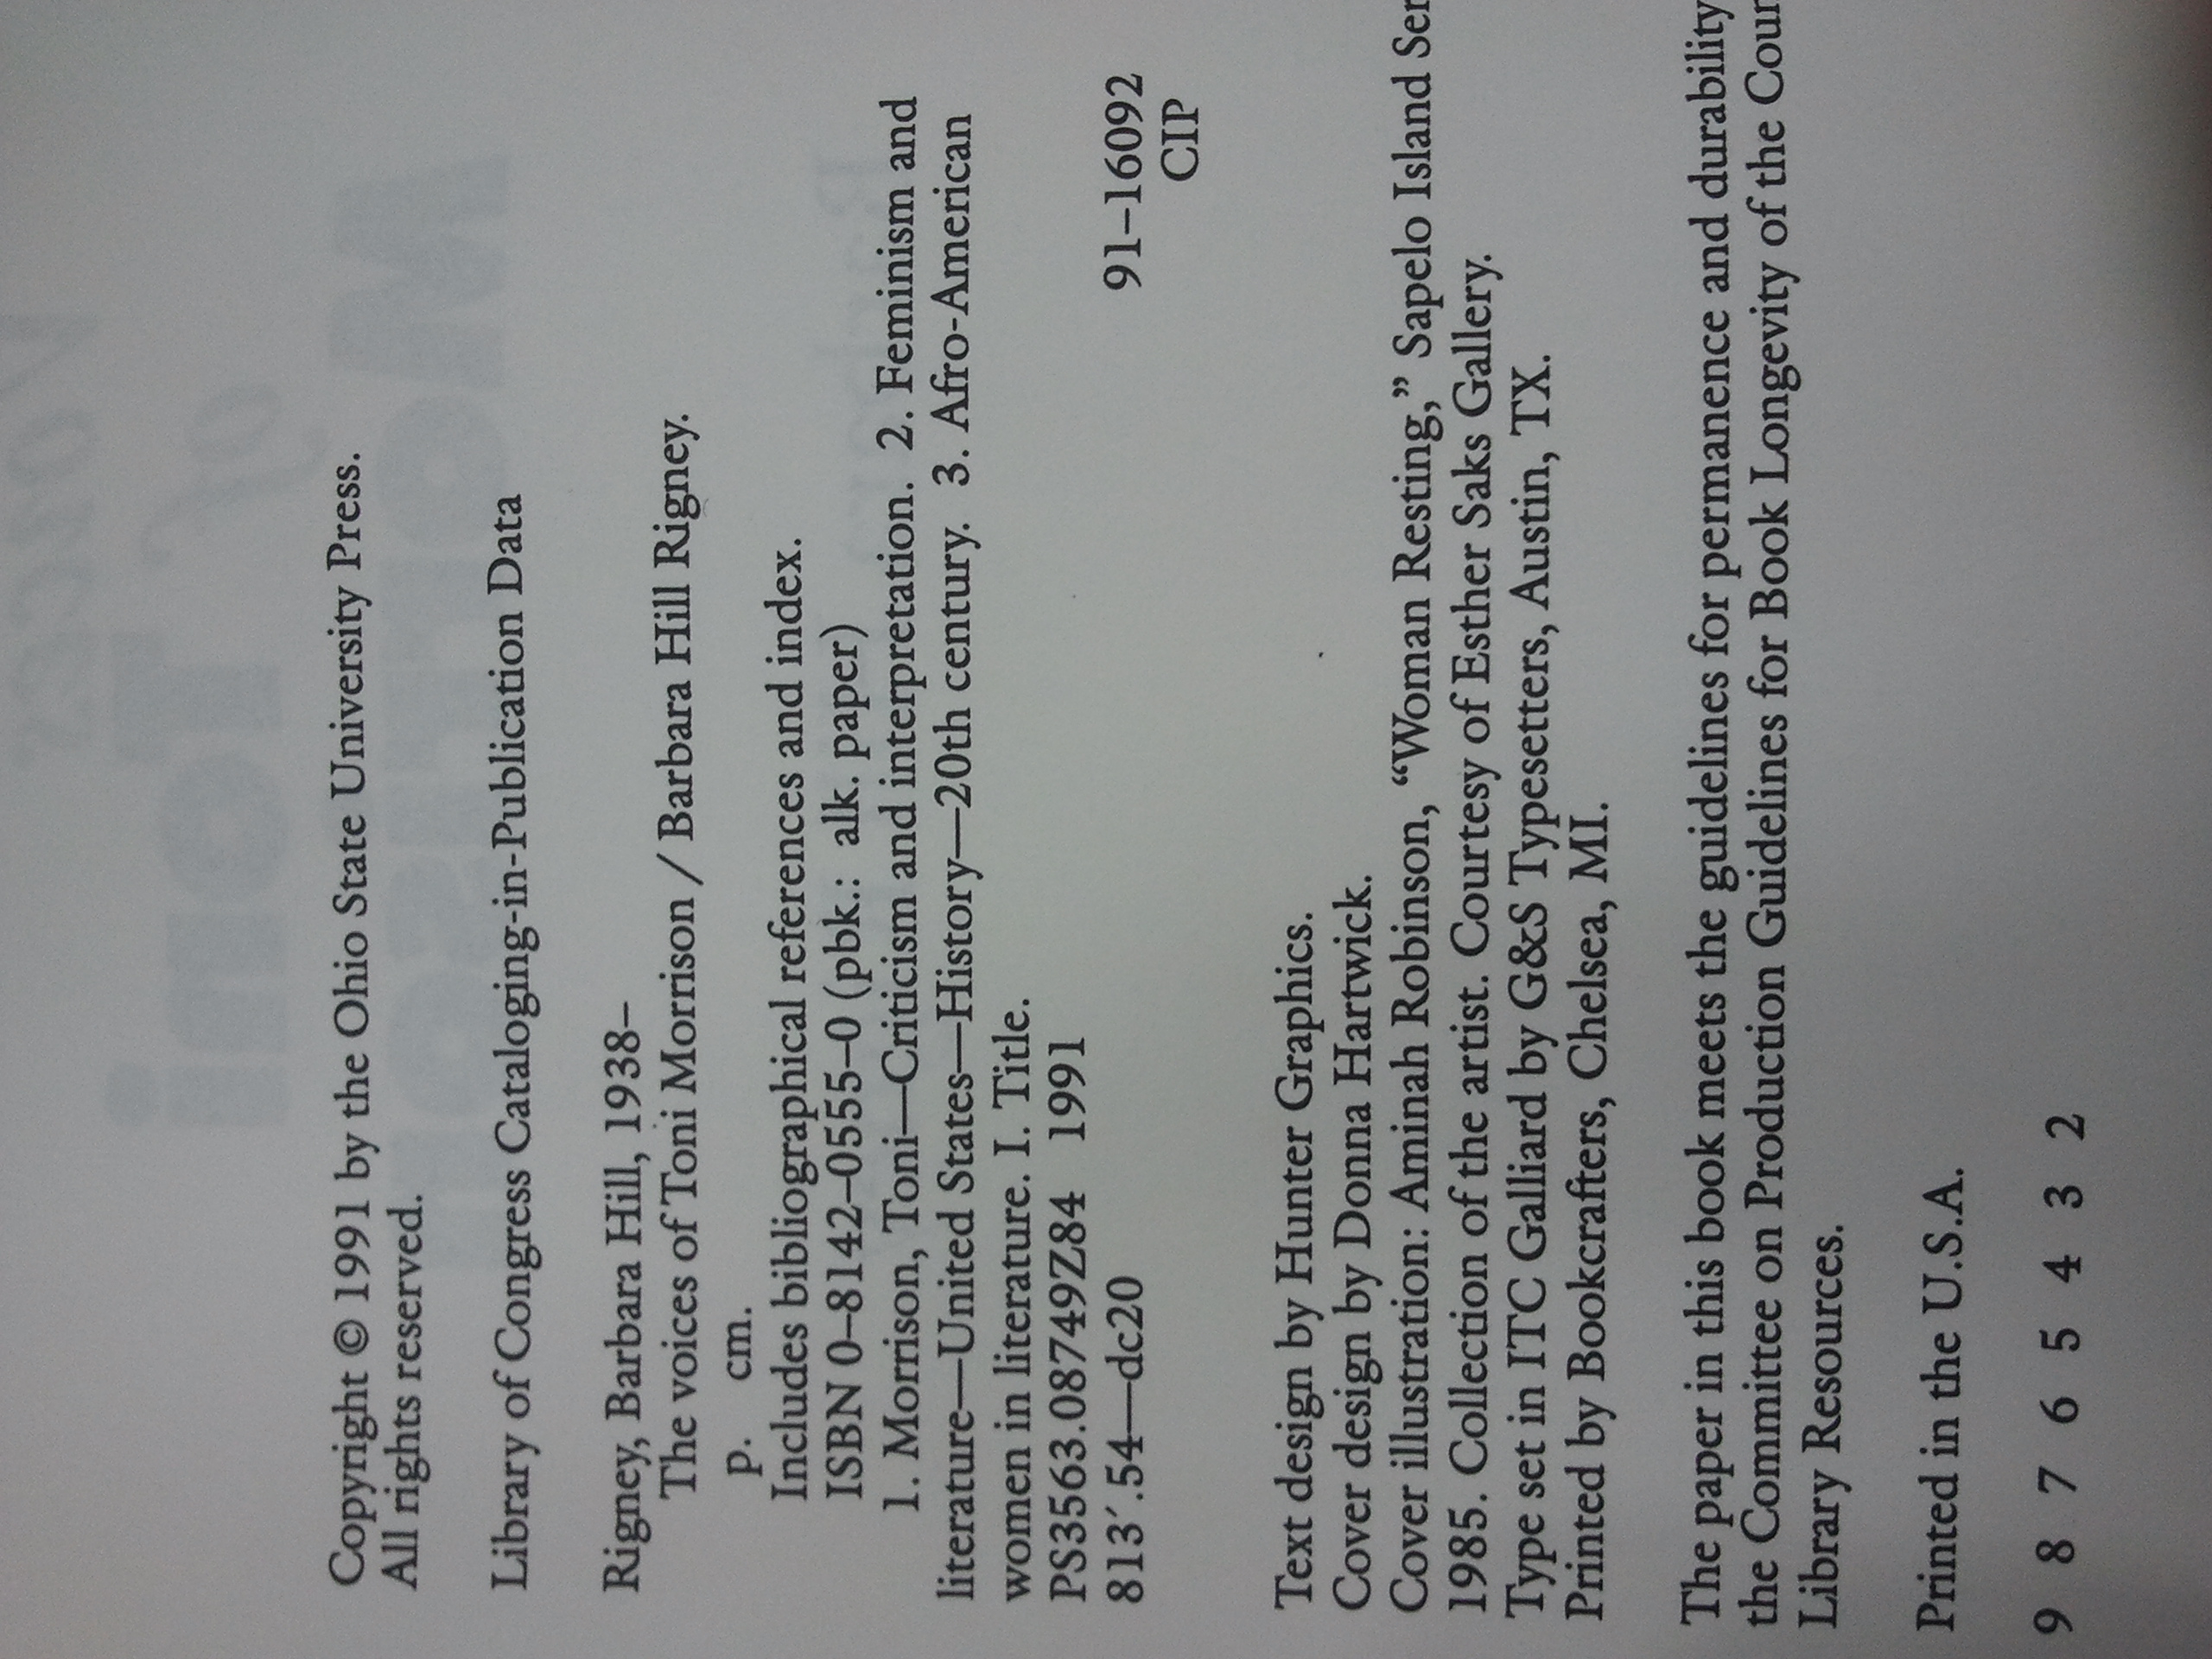 Copyright © 1991 by the Ohio State University Press.
All rights reserved.
Library of Congress Cataloging-in-Publication Data
Rigney, Barbara Hill, 1938–
The voices of Toni Morrison / Barbara Hill Rigney.
p. cm.
Includes bibliographical references and index.
ISBN 0–8142–0555–0 (pbk.: alk. paper)
1. Morrison, Toni—Criticism and interpretation. 2. Feminism and
literature—United States—History—20th century. 3. Afro-American
women in literature. I. Title.
PS3563.08749Z84 1991
813′.54—dc20 91–16092
CIP
Text design by Hunter Graphics.
Cover design by Donna Hartwick.
Cover illustration: Aminah Robinson, “Woman Resting,” Sapelo Island Ser
1985. Collection of the artist. Courtesy of Esther Saks Gallery.
Type set in ITC Galliard by G&S Typesetters, Austin, TX.
Printed by Bookcrafters, Chelsea, MI.
The paper in this book meets the guidelines for permanence and durability
the Committee on Production Guidelines for Book Longevity of the Coun
Library Resources.
Printed in the U.S.A.
9 8 7 6 5 4 3 2